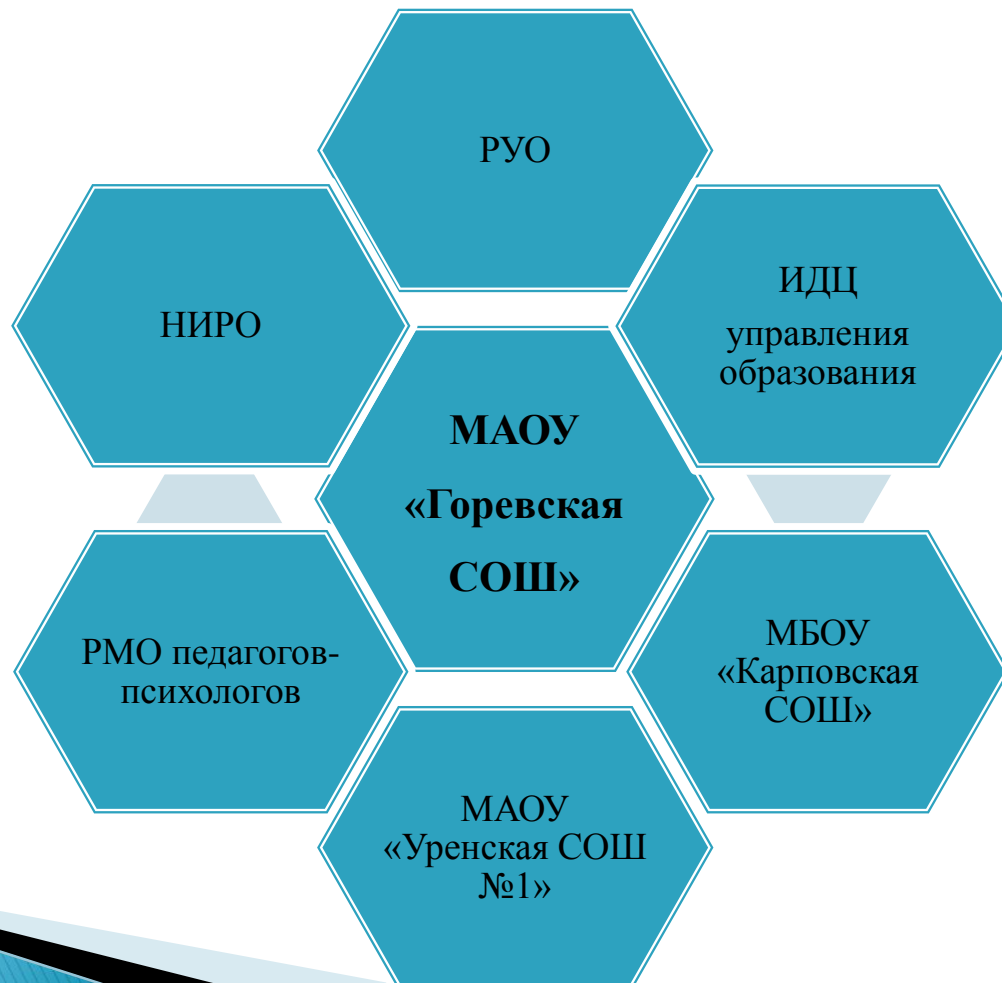 РУО
НИРО
ИДЦ
управления
образования
МАОУ
«Горевская
СОШ»
РМО педагогов-
психологов
МБОУ
«Карповская
СОШ»
МАОУ
«Уренская СОШ
№1»